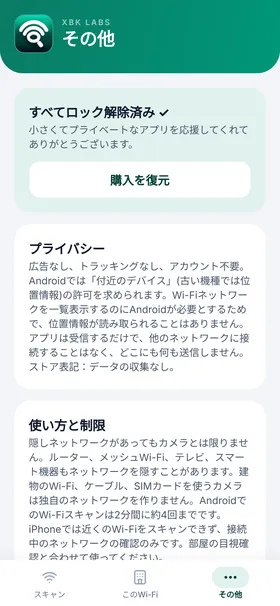 XBK LABS
その他
すべてロック解除済み ✓
小さくてプライベートなアプリを応援してくれて
ありがとうございます。
購入を復元
プライバシー
広告なし、トラッキングなし、アカウント不要。
Androidでは「付近のデバイス」(古い機種では位
置情報)の許可を求められます。Wi-Fiネットワー
クを一覧表示するのにAndroidが必要とするため
で、位置情報が読み取られることはありません。
アプリは受信するだけで、他のネットワークに接
続することはなく、どこにも何も送信しません。
ストア表記：データの収集なし。
使い方と制限
隠しネットワークがあってもカメラとは限りませ
ん。ルーター、メッシュWi-Fi、テレビ、スマー
ト機器もネットワークを隠すことがあります。建
物のWi-Fi、ケーブル、SIMカードを使うカメラ
は独自のネットワークを作りません。Androidで
のWi-Fiスキャンは2分間に約4回までです。
iPhoneでは近くのWi-Fiをスキャンできず、接続
中のネットワークの確認のみです。部屋の目視確
認と合わせて使ってください。
スキャン
このWi-Fi
その他